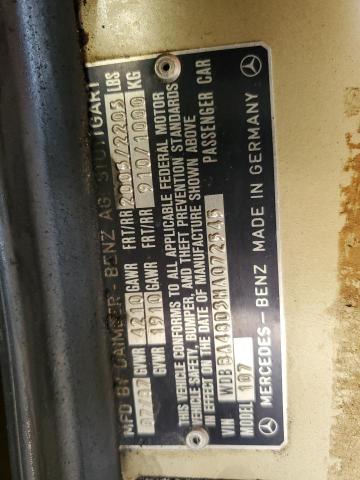 MFD BY DAIMLER-BENZ AG STUTTGART
07/87 GVWR 4210 GAWR FRT/RR 2005/2205 LBS
GVWR 1910 GAWR FRT/RR 910/1000 KG
THIS VEHICLE CONFORMS TO ALL APPLICABLE FEDERAL MOTOR
VEHICLE SAFETY, BUMPER, AND THEFT PREVENTION STANDARDS
IN EFFECT ON THE DATE OF MANUFACTURE SHOWN ABOVE
VIN WDBBA48D3HA072545 PASSENGER CAR
MODEL 107
MERCEDES-BENZ MADE IN GERMANY